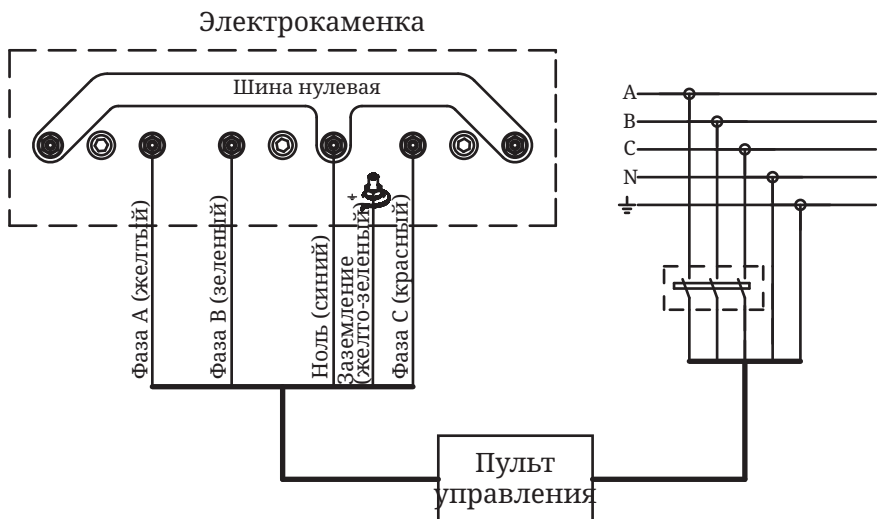 Электрокаменка
Шина нулевая
Фаза А (желтый)
Фаза В (зеленый)
Ноль (синий)
Заземление
(желто-зеленый)
Фаза С (красный)
A
B
C
N
Пульт
управления